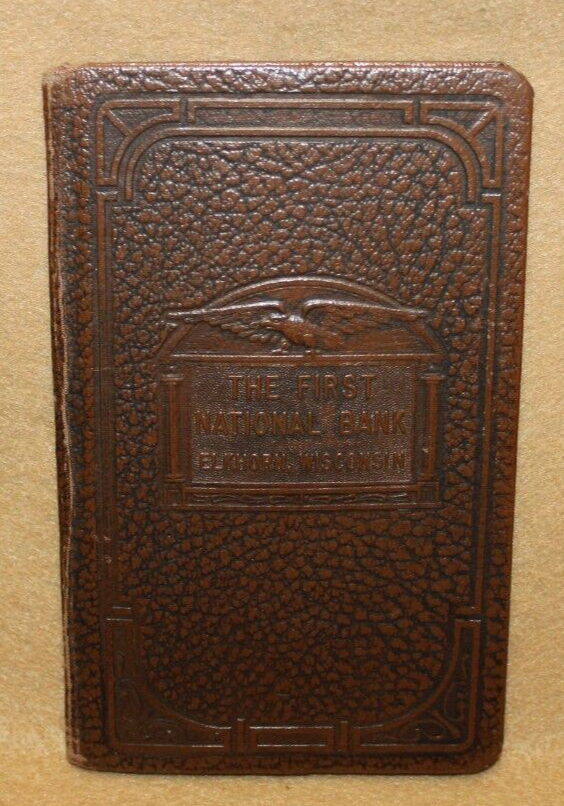 THE FIRST
NATIONAL BANK
ELKHORN, WISCONSIN